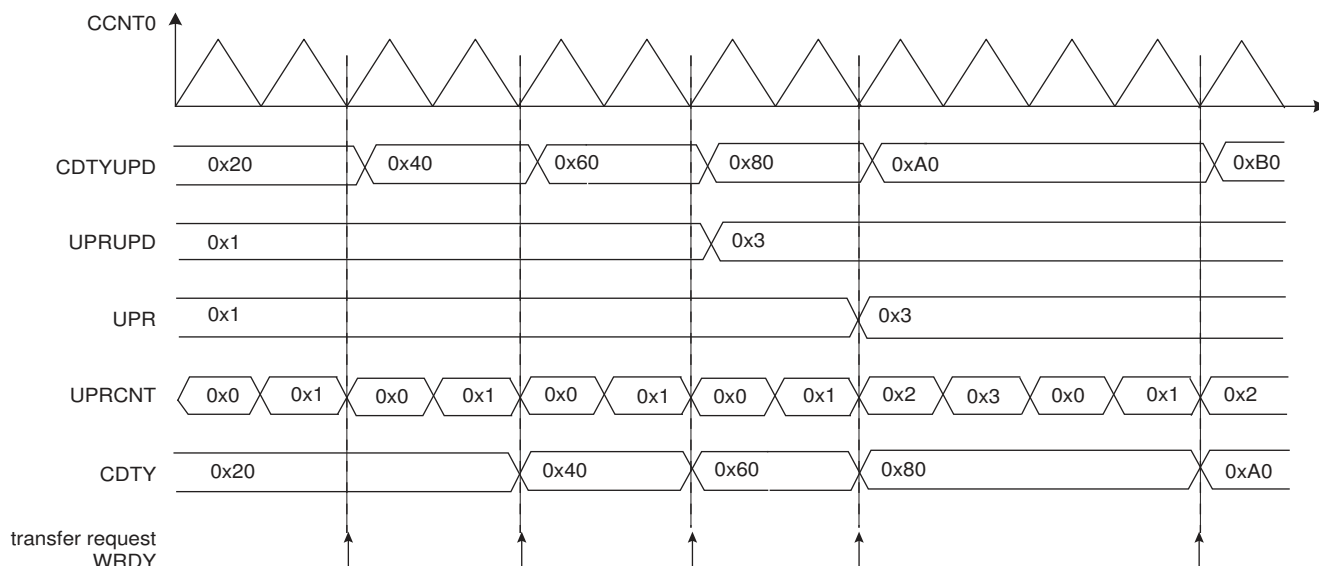 CCNT0
CDTYUPD 0x20 0x40 0x60 0x80 0xA0 0xB0
UPRUPD 0x1 0x3
UPR 0x1 0x3
UPRCNT 0x0 0x1 0x0 0x1 0x0 0x1 0x0 0x1 0x2 0x3 0x0 0x1 0x2
CDTY 0x20 0x40 0x60 0x80 0xA0
transfer request
WRDY